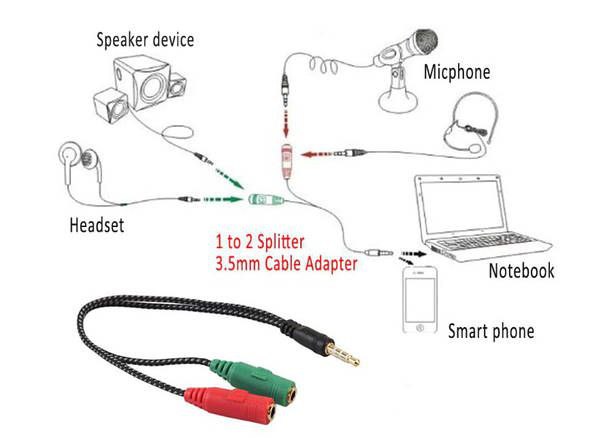 Speaker device
Micphone
Headset
1 to 2 Splitter
3.5mm Cable Adapter
Notebook
Smart phone